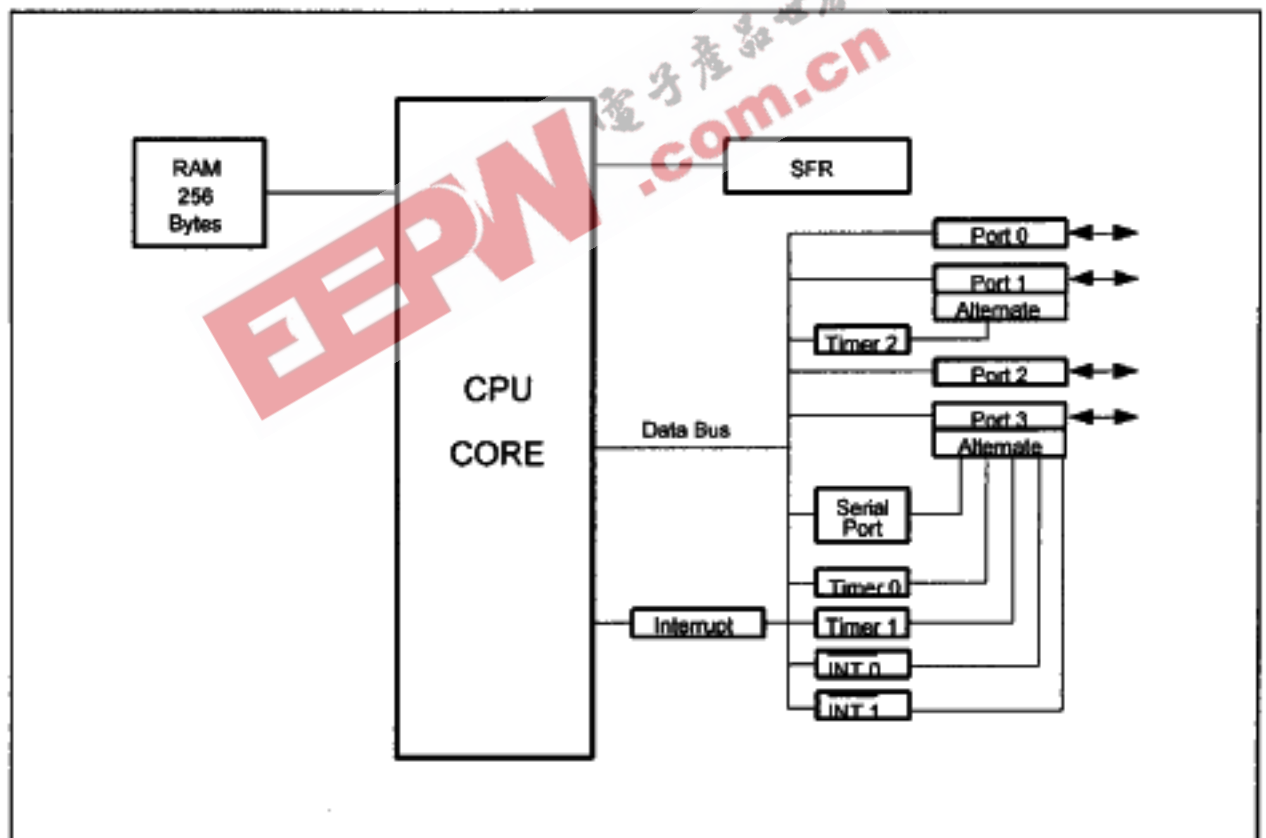 電子產品世界
.com.cn
EEPW
RAM
256
Bytes
SFR
Port 0
Port 1
Alternate
Timer 2
Port 2
Port 3
Alternate
CPU
CORE
Data Bus
Serial
Port
Timer 0
Interrupt
Timer 1
INT 0
INT 1